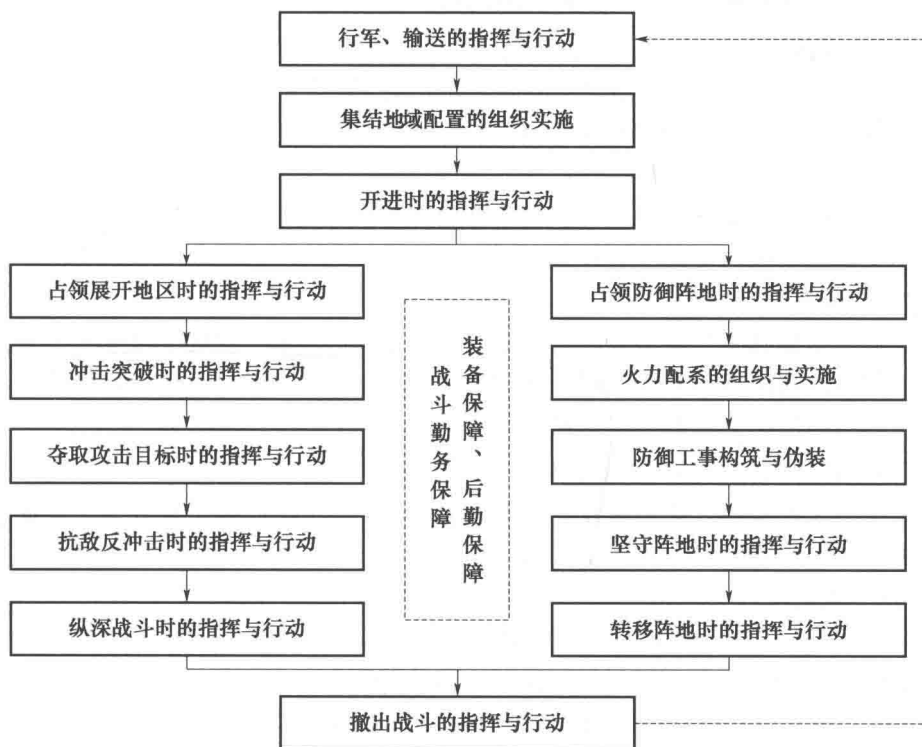 行军、输送的指挥与行动
集结地域配置的组织实施
开进时的指挥与行动
占领展开地区时的指挥与行动
冲击突破时的指挥与行动
夺取攻击目标时的指挥与行动
抗敌反冲击时的指挥与行动
纵深战斗时的指挥与行动
装备保障、后勤保障
战斗勤务保障
占领防御阵地时的指挥与行动
火力配系的组织与实施
防御工事构筑与伪装
坚守阵地时的指挥与行动
转移阵地时的指挥与行动
撤出战斗的指挥与行动